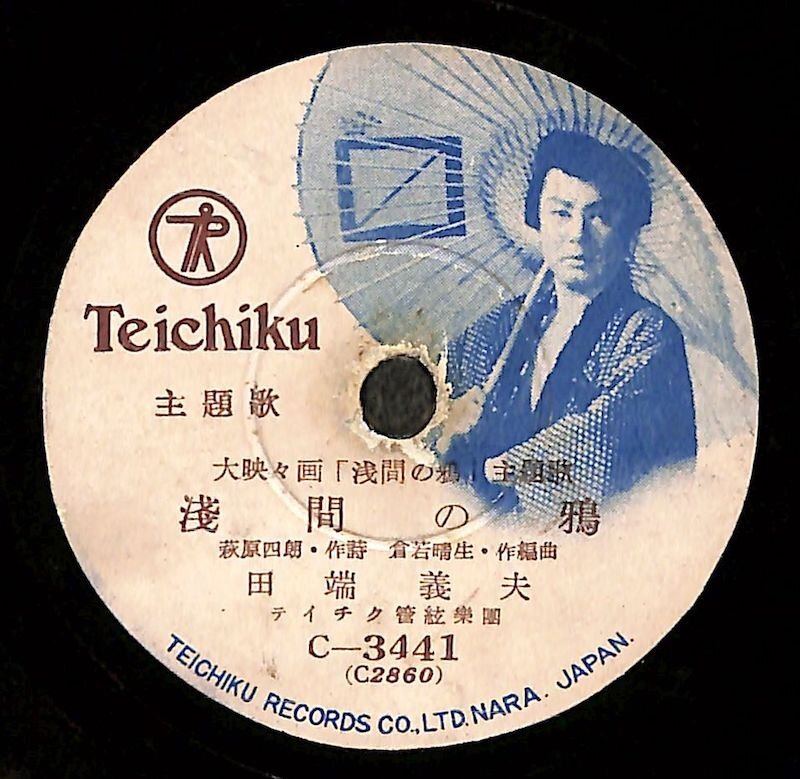 Teichiku
主題歌
大映々画「浅間の鴉」主題歌
淺間の鴉
萩原四朗・作詩 倉若晴生・作編曲
田端義夫
テイチク管絃樂團
C—3441
(C2860)
TEICHIKU RECORDS CO.,LTD.NARA. JAPAN.